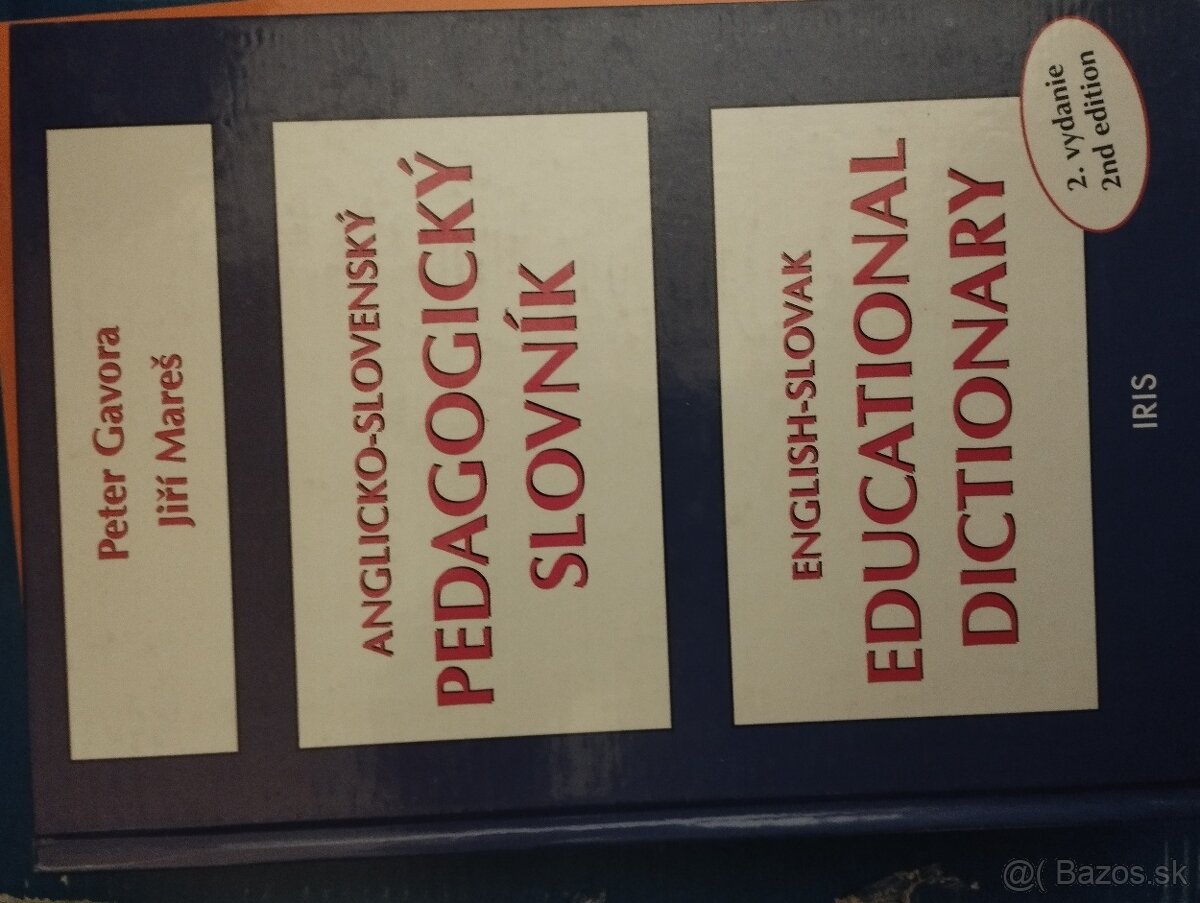 Peter Gavora
Jiří Mareš
ANGLICKO-SLOVENSKÝ
PEDAGOGICKÝ
SLOVNÍK
ENGLISH-SLOVAK
EDUCATIONAL
DICTIONARY
2. vydanie
2nd edition
IRIS
@( Bazos.sk